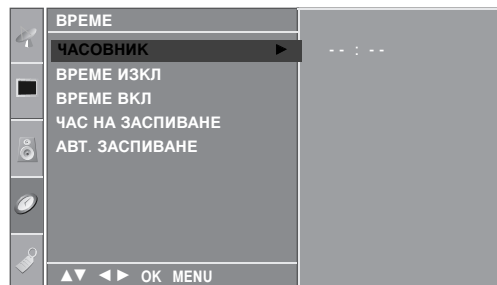 ВРЕМЕ
ЧАСОВНИК ► -- : --
ВРЕМЕ ИЗКЛ
ВРЕМЕ ВКЛ
ЧАС НА ЗАСПИВАНЕ
АВТ. ЗАСПИВАНЕ
▲▼ ◄► OK MENU